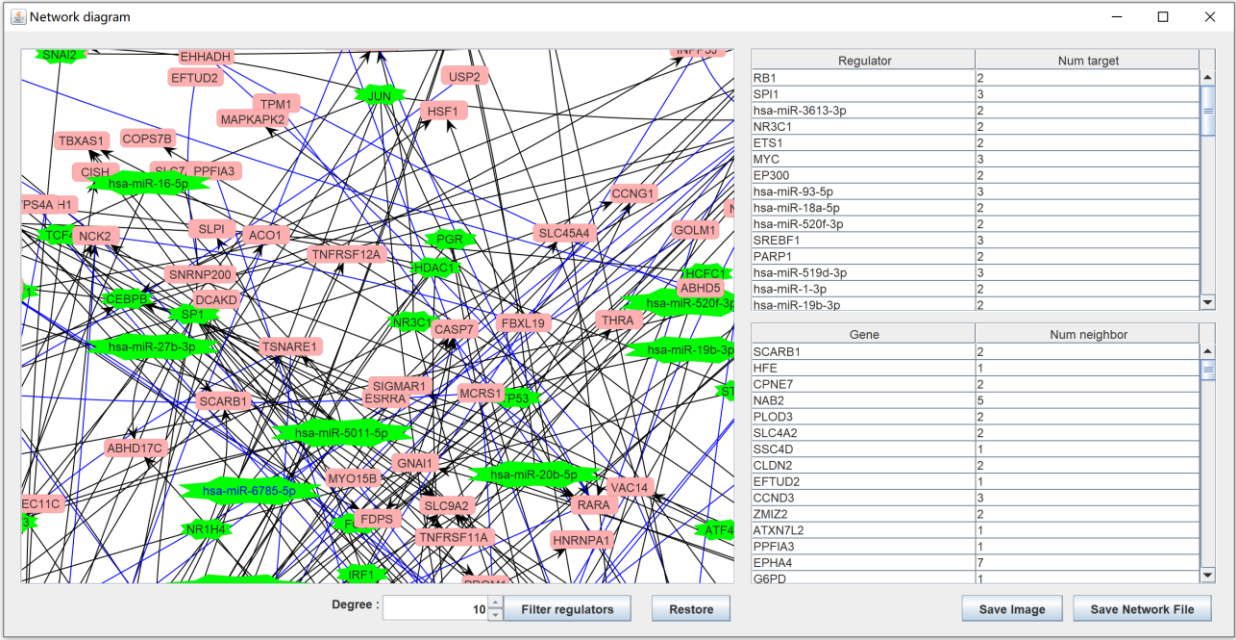 Network diagram
SNAI2
EHHADH
EFTUD2
USP2
JUN
TPM1
HSF1
MAPKAPK2
TBXAS1
COPS7B
CISH
PPFIA3
hsa-miR-16-5p
CCNG1
H1
TCF4
NCK2
SLPI
ACO1
SLC45A4
GOLM1
PGR
TNFRSF12A
HDAC1
SNRNP200
HCFC1
ABHD5
CEBPB
DCAKD
hsa-miR-520f-3p
SP1
NR3C1
CASP7
FBXL19
THRA
hsa-miR-27b-3p
TSNARE1
hsa-miR-19b-3p
SIGMAR1
ESRRA
MCRS1
TP53
SCARB1
hsa-miR-5011-5p
ABHD17C
GNAI1
MYO15B
hsa-miR-20b-5p
hsa-miR-6785-5p
VAC14
EC11C
SLC9A2
RARA
FDPS
NR1H4
ATF4
TNFRSF11A
HNRNPA1
IRF1
Regulator Num target
RB1 2
SPI1 3
hsa-miR-3613-3p 2
NR3C1 2
ETS1 2
MYC 3
EP300 2
hsa-miR-93-5p 3
hsa-miR-18a-5p 2
hsa-miR-520f-3p 2
SREBF1 3
PARP1 2
hsa-miR-519d-3p 3
hsa-miR-1-3p 2
hsa-miR-19b-3p 2
Gene Num neighbor
SCARB1 2
HFE 1
CPNE7 2
NAB2 5
PLOD3 2
SLC4A2 2
SSC4D 1
CLDN2 2
EFTUD2 1
CCND3 3
ZMIZ2 2
ATXN7L2 1
PPFIA3 1
EPHA4 7
G6PD 1
Degree : 10 Filter regulators Restore Save Image Save Network File